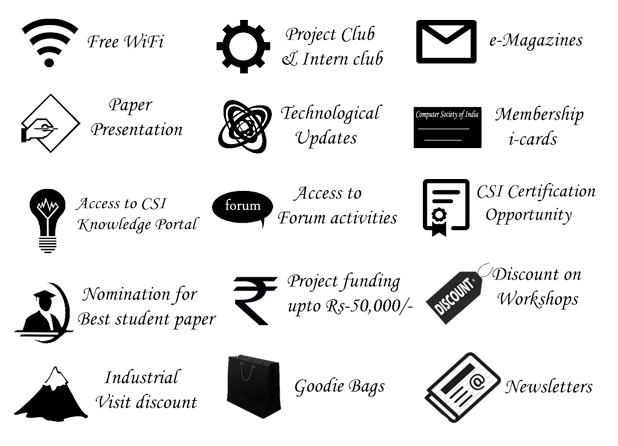 Free WiFi
Project Club
& Intern club
e-Magazines
Paper
Presentation
Technological
Updates
Computer Society of India
Membership
i-cards
Access to CSI
Knowledge Portal
forum
Access to
Forum activities
CSI Certification
Opportunity
Nomination for
Best student paper
₹
Project funding
upto Rs-50,000/-
DISCOUNT
Discount on
Workshops
Industrial
Visit discount
Goodie Bags
@
Newsletters